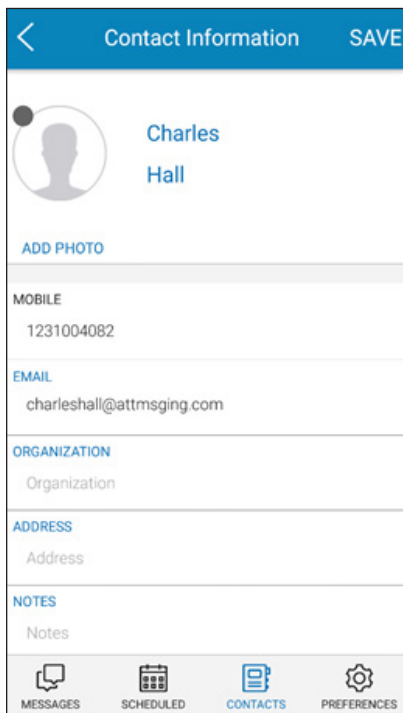 Contact Information SAVE
Charles
Hall
ADD PHOTO
MOBILE
1231004082
EMAIL
charleshall@attmsging.com
ORGANIZATION
Organization
ADDRESS
Address
NOTES
Notes
MESSAGES SCHEDULED CONTACTS PREFERENCES